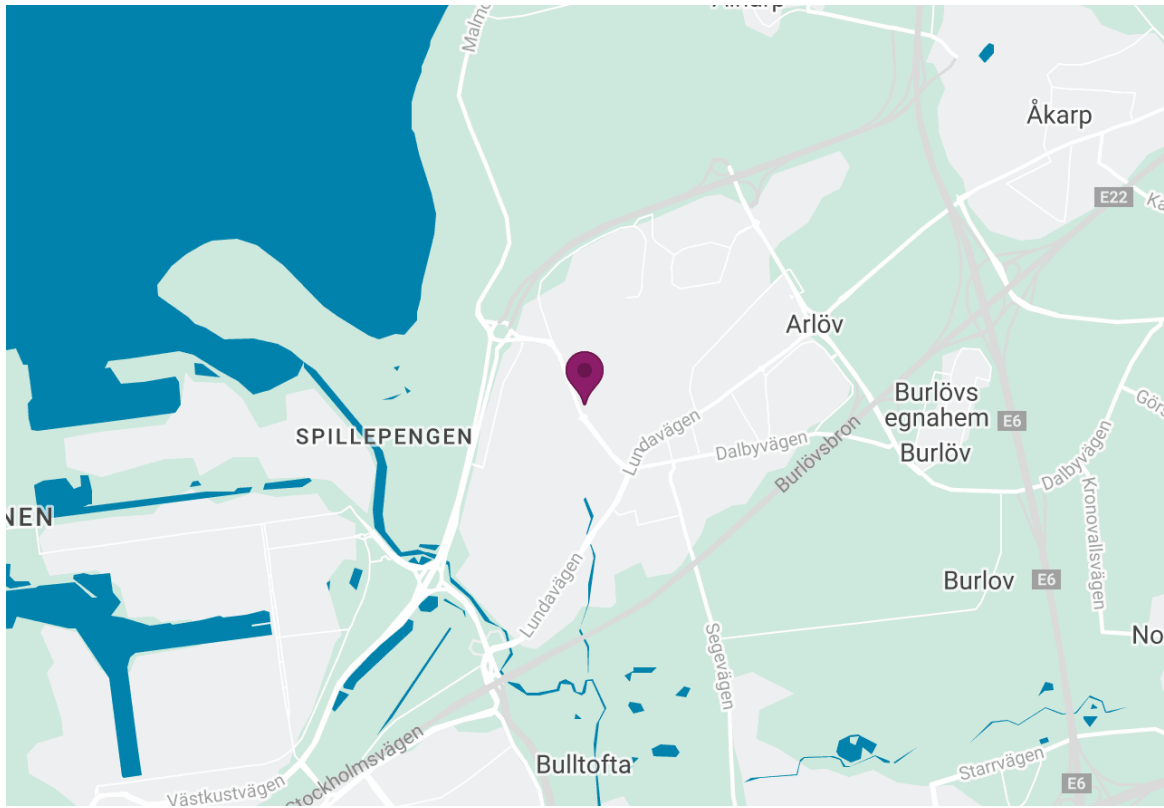 Malmö
Åkarp
E22
Arlöv
Burlövs
egnahem
E6
SPILLEPENGEN
Lundavägen
Dalbyvägen
Burlövsbron
Burlöv
Dalbyvägen
Kronovallsvägen
NEN
Lundavägen
Burlov
E6
Segevägen
No
Bulltofta
Stockholmsvägen
Västkustvägen
Starrvägen
E6